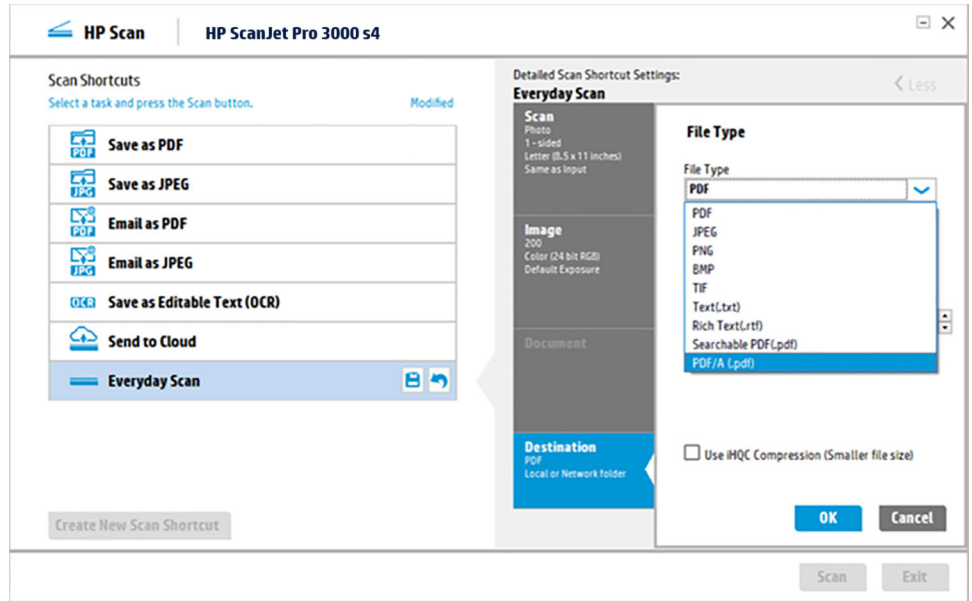 HP Scan
HP ScanJet Pro 3000 s4
Scan Shortcuts
Select a task and press the Scan button.
Modified
PDF
Save as PDF
JPG
Save as JPEG
PDF
Email as PDF
JPG
Email as JPEG
OCR
Save as Editable Text (OCR)
Send to Cloud
Everyday Scan
Create New Scan Shortcut
Detailed Scan Shortcut Settings:
Everyday Scan
Less
Scan
Photo
1-sided
Letter (8.5 x 11 inches)
Same as Input
Image
200
Color (24 bit RGB)
Default Exposure
Document
Destination
PDF
Local or Network folder
File Type
File Type
PDF
PDF
JPEG
PNG
BMP
TIF
Text(.txt)
Rich Text(.rtf)
Searchable PDF(.pdf)
PDF/A (.pdf)
Use iHQC Compression (Smaller file size)
OK
Cancel
Scan
Exit